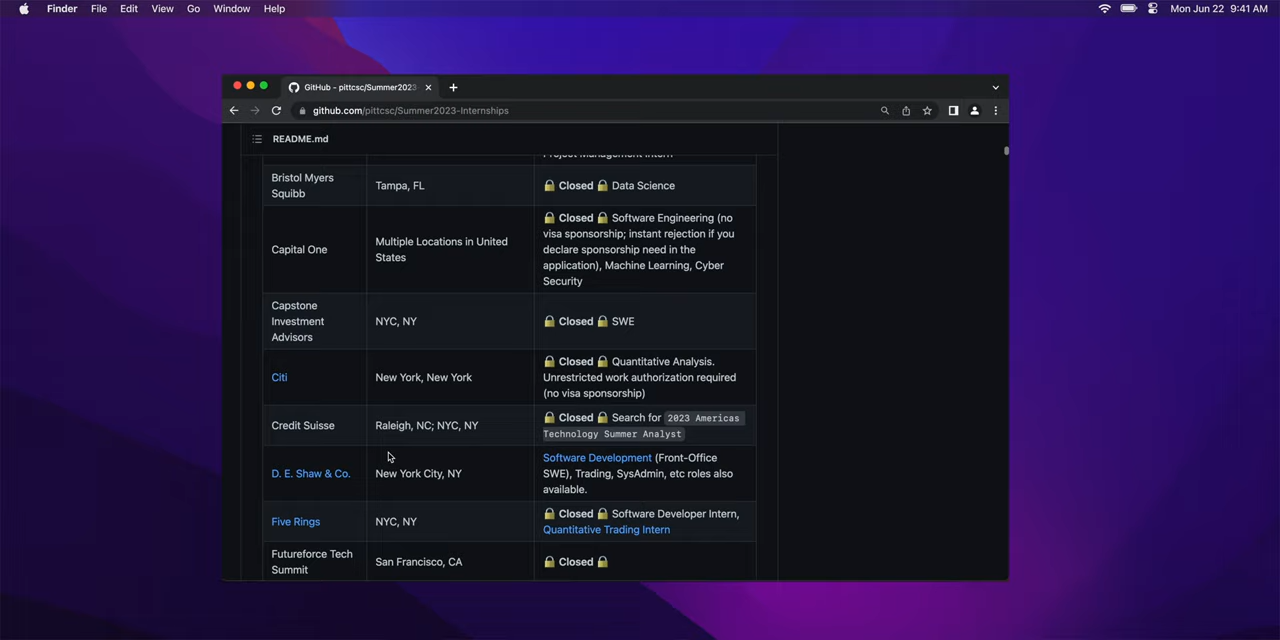 Finder File Edit View Go Window Help Mon Jun 22 9:41 AM
GitHub - pittcsc/Summer2023
github.com/pittcsc/Summer2023-Internships
README.md
Project Management Intern
Bristol Myers
Squibb
Tampa, FL
🔒 Closed 🔒 Data Science
Capital One
Multiple Locations in United
States
🔒 Closed 🔒 Software Engineering (no
visa sponsorship; instant rejection if you
declare sponsorship need in the
application), Machine Learning, Cyber
Security
Capstone
Investment
Advisors
NYC, NY
🔒 Closed 🔒 SWE
Citi
New York, New York
🔒 Closed 🔒 Quantitative Analysis.
Unrestricted work authorization required
(no visa sponsorship)
Credit Suisse
Raleigh, NC; NYC, NY
🔒 Closed 🔒 Search for 2023 Americas
Technology Summer Analyst
D. E. Shaw & Co.
New York City, NY
Software Development (Front-Office
SWE), Trading, SysAdmin, etc roles also
available.
Five Rings
NYC, NY
🔒 Closed 🔒 Software Developer Intern,
Quantitative Trading Intern
Futureforce Tech
Summit
San Francisco, CA
🔒 Closed 🔒